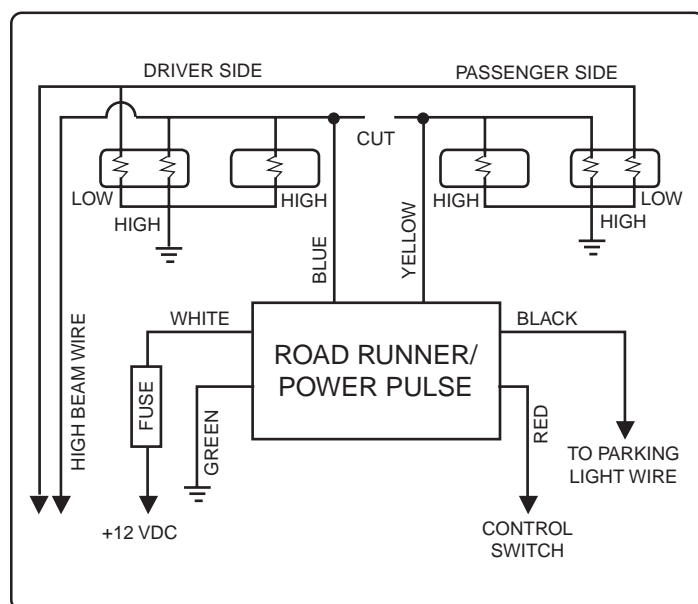 DRIVER SIDE
PASSENGER SIDE
CUT
LOW
HIGH
HIGH
HIGH
HIGH
LOW
HIGH BEAM WIRE
BLUE
YELLOW
WHITE
BLACK
ROAD RUNNER/
POWER PULSE
FUSE
GREEN
RED
+12 VDC
CONTROL
SWITCH
TO PARKING
LIGHT WIRE